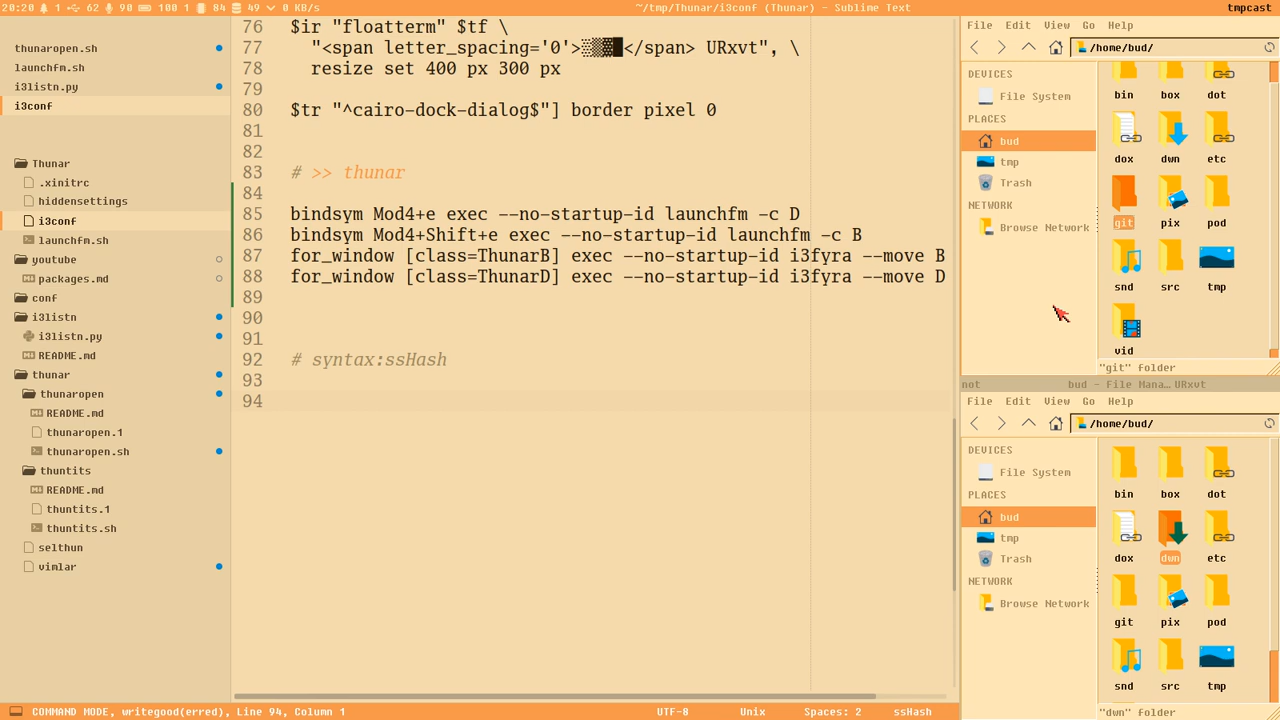 20:20 1 62 90 100 1 84 49 0 KB/s
~/tmp/Thunar/i3conf (Thunar) - Sublime Text
tmpcast
thunaropen.sh
launchfm.sh
i3listn.py
i3conf
Thunar
.xinitrc
hiddensettings
i3conf
launchfm.sh
youtube
packages.md
conf
i3listn
i3listn.py
README.md
thunar
thunaropen
README.md
thunaropen.1
thunaropen.sh
thuntits
README.md
thuntits.1
thuntits.sh
selthun
vimlar
76 $ir "floatterm" $tf \
77 "<span letter_spacing='0'>░▒▓█</span> URxvt", \
78 resize set 400 px 300 px
79
80 $tr "^cairo-dock-dialog$"] border pixel 0
81
82
83 # >> thunar
84
85 bindsym Mod4+e exec --no-startup-id launchfm -c D
86 bindsym Mod4+Shift+e exec --no-startup-id launchfm -c B
87 for_window [class=ThunarB] exec --no-startup-id i3fyra --move B
88 for_window [class=ThunarD] exec --no-startup-id i3fyra --move D
89
90
91
92 # syntax:ssHash
93
94
COMMAND MODE, writegood(erred), Line 94, Column 1
UTF-8
Unix
Spaces: 2
ssHash
File Edit View Go Help
/home/bud/
DEVICES
File System
PLACES
bud
tmp
Trash
NETWORK
Browse Network
bin box dot
dox dwn etc
git pix pod
snd src tmp
vid
"git" folder
not bud - File Mana… URxvt
File Edit View Go Help
/home/bud/
DEVICES
File System
PLACES
bud
tmp
Trash
NETWORK
Browse Network
bin box dot
dox dwn etc
git pix pod
snd src tmp
"dwn" folder